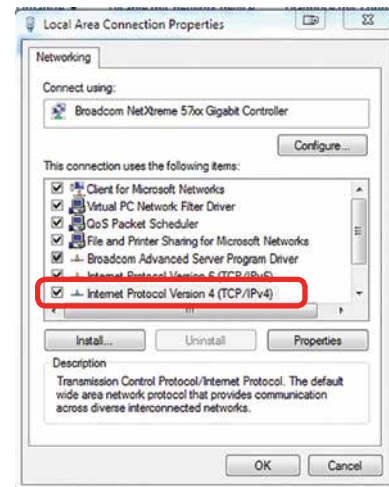 Local Area Connection Properties
Networking
Connect using:
Broadcom NetXtreme 57xx Gigabit Controller
Configure...
This connection uses the following items:
Client for Microsoft Networks
Virtual PC Network Filter Driver
QoS Packet Scheduler
File and Printer Sharing for Microsoft Networks
Broadcom Advanced Server Program Driver
Internet Protocol Version 6 (TCP/IPv6)
Internet Protocol Version 4 (TCP/IPv4)
Install...
Uninstall
Properties
Description
Transmission Control Protocol/Internet Protocol. The default
wide area network protocol that provides communication
across diverse interconnected networks.
OK
Cancel